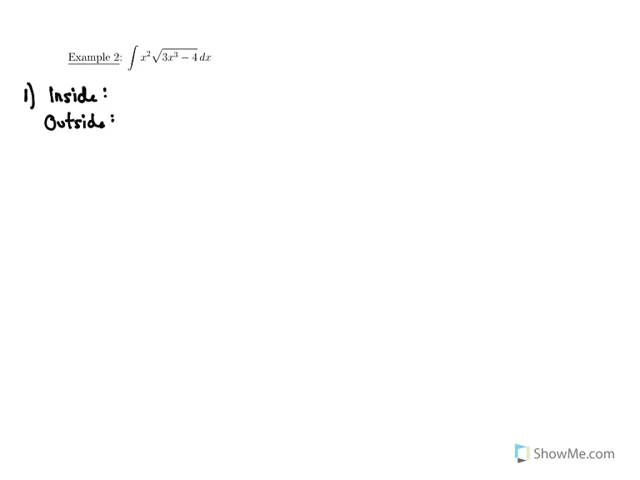 Example 2: ∫ x² √(3x³ − 4) dx
1) Inside:
Outside:
ShowMe.com